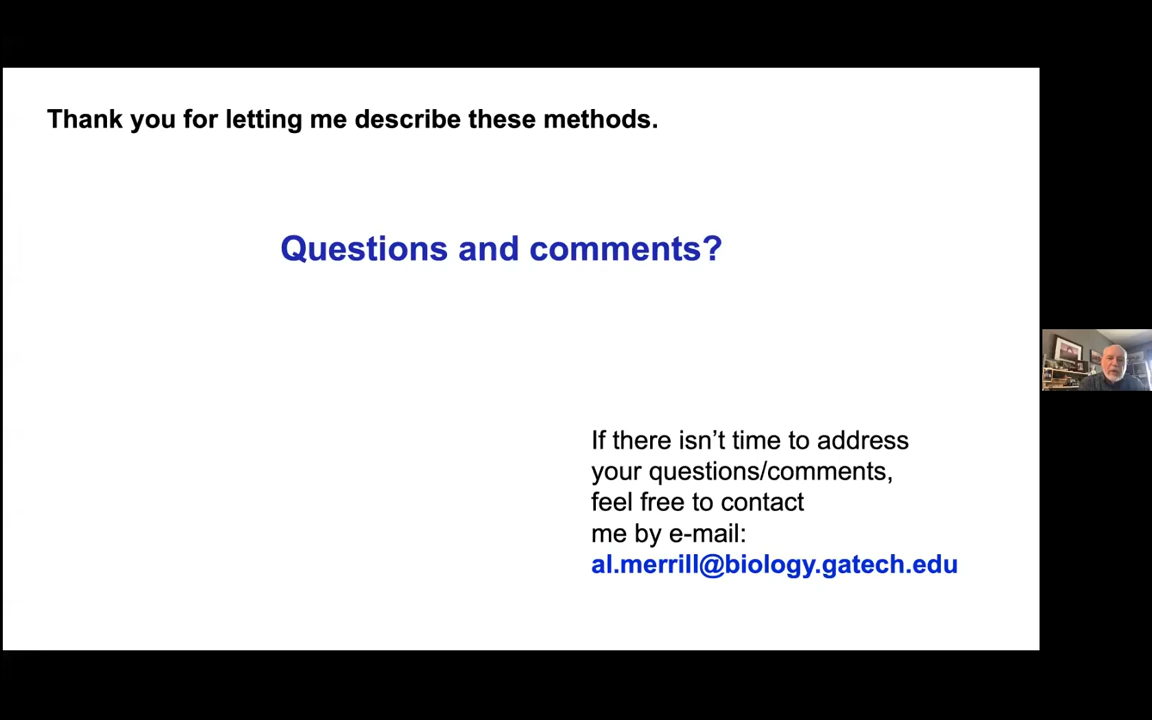 Thank you for letting me describe these methods.
Questions and comments?
If there isn’t time to address
your questions/comments,
feel free to contact
me by e-mail:
al.merrill@biology.gatech.edu